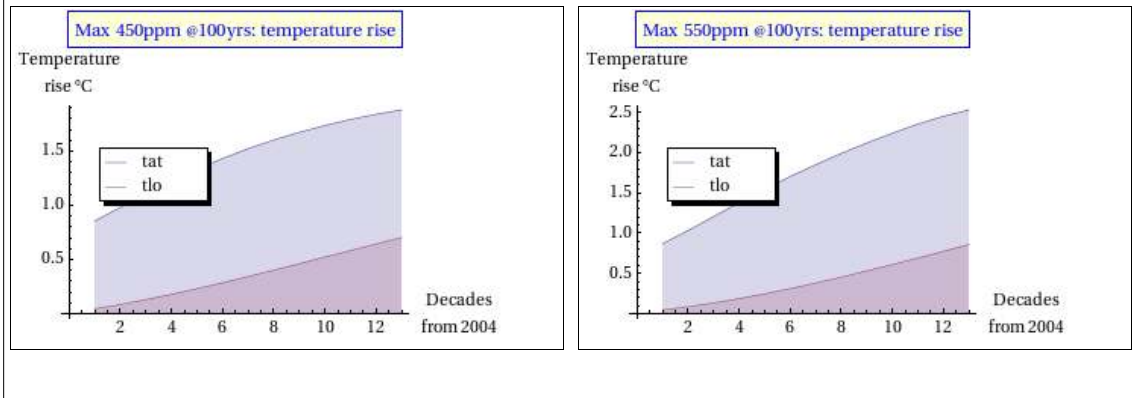 Max 450ppm @100yrs: temperature rise
Temperature
rise °C
1.5
1.0
0.5
tat
tlo
2 4 6 8 10 12
Decades
from 2004
Max 550ppm @100yrs: temperature rise
Temperature
rise °C
2.5
2.0
1.5
1.0
0.5
tat
tlo
2 4 6 8 10 12
Decades
from 2004